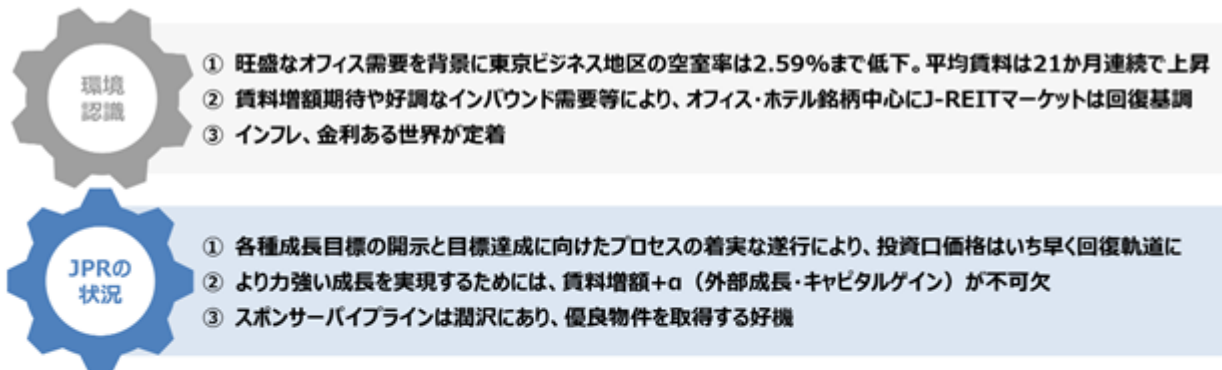 環境
認識
① 旺盛なオフィス需要を背景に東京ビジネス地区の空室率は2.59%まで低下。平均賃料は21か月連続で上昇
② 賃料増額期待や好調なインバウンド需要等により、オフィス・ホテル銘柄中心にJ-REITマーケットは回復基調
③ インフレ、金利ある世界が定着
JPRの
状況
① 各種成長目標の開示と目標達成に向けたプロセスの着実な遂行により、投資口価格はいち早く回復軌道に
② より力強い成長を実現するためには、賃料増額+α（外部成長・キャピタルゲイン）が不可欠
③ スポンサーパイプラインは潤沢にあり、優良物件を取得する好機